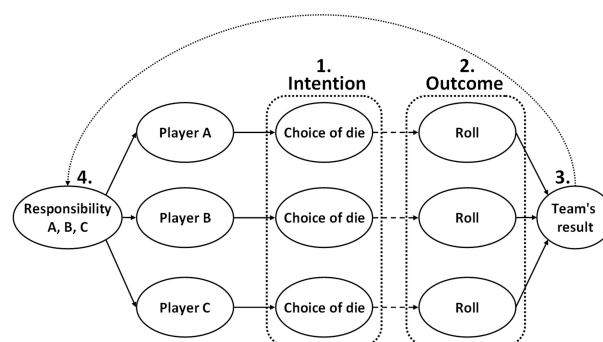 1.
Intention
2.
Outcome
Player A
Choice of die
Roll
4.
3.
Responsibility
A, B, C
Player B
Choice of die
Roll
Team's
result
Player C
Choice of die
Roll